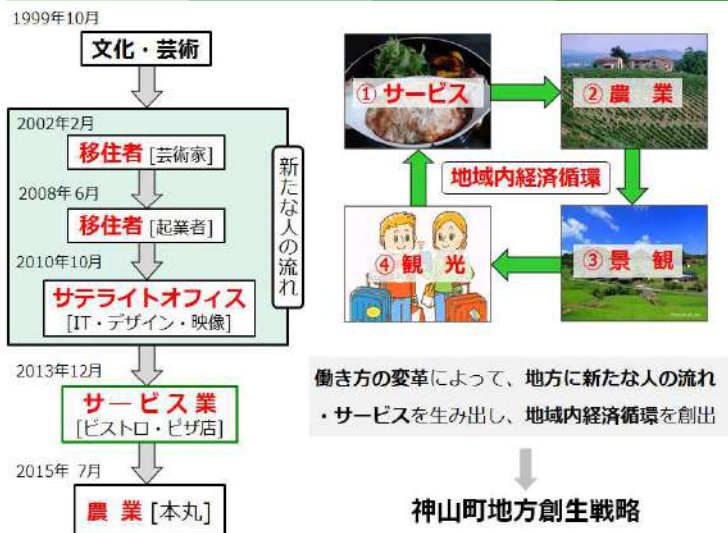 1999年10月
文化・芸術
2002年2月
移住者 [芸術家]
2008年6月
移住者 [起業者]
2010年10月
サテライトオフィス
[IT・デザイン・映像]
新たな人の流れ
2013年12月
サービス業
[ビストロ・ピザ店]
2015年 7月
農 業 [本丸]
① サービス
② 農 業
地域内経済循環
④ 観 光
③ 景 観
働き方の変革によって、地方に新たな人の流れ
・サービスを生み出し、地域内経済循環を創出
神山町地方創生戦略